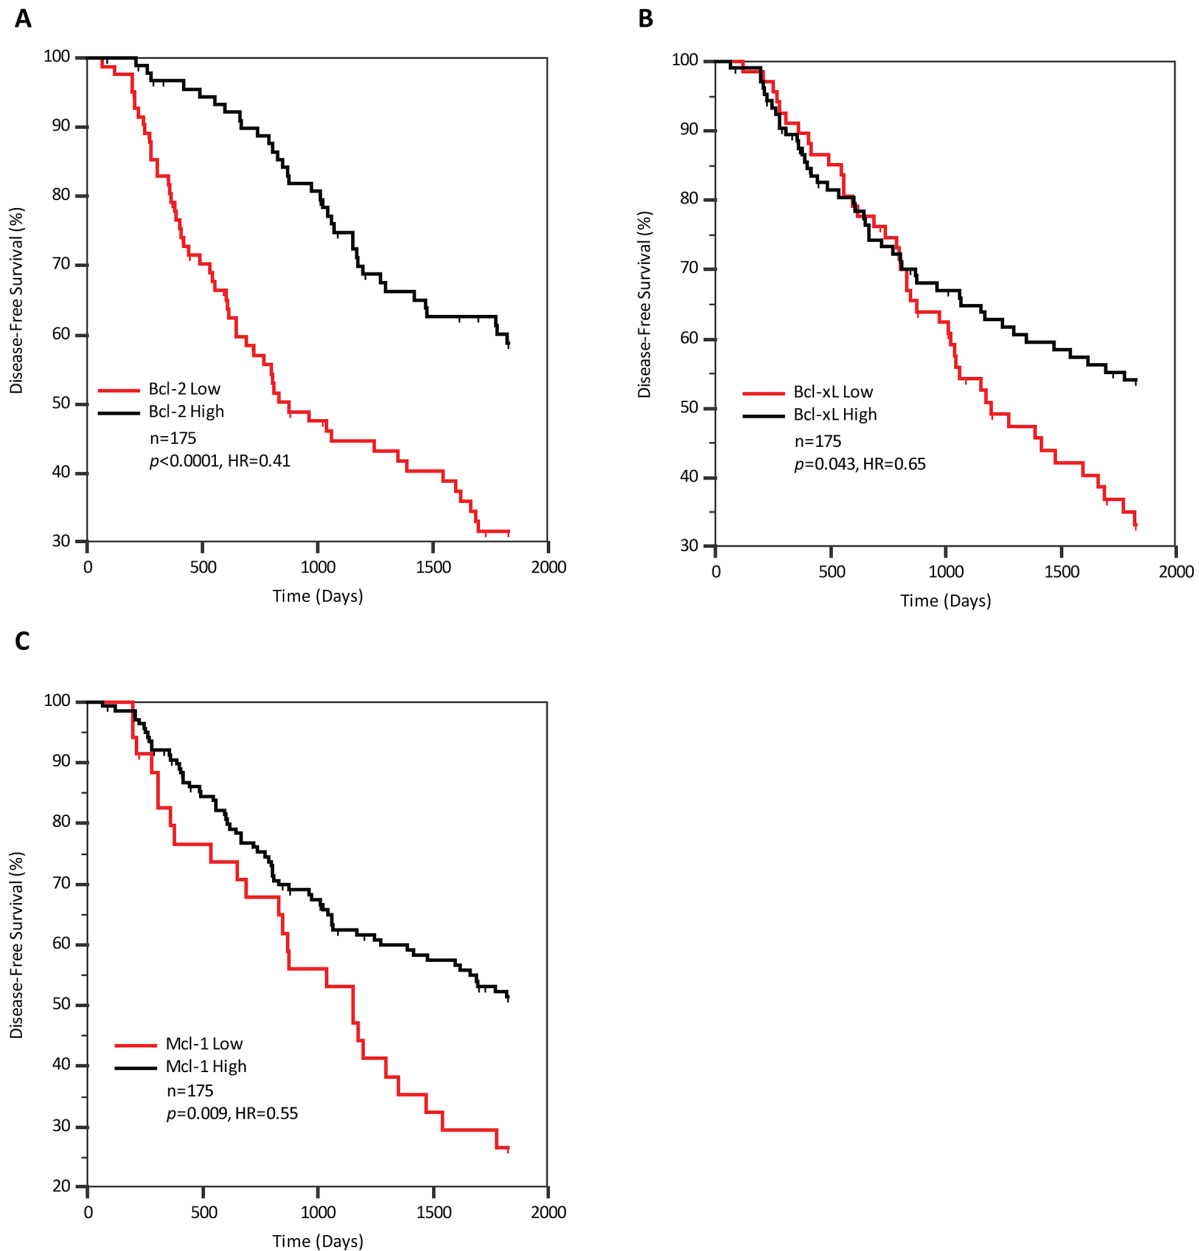 A
100
90
80
70
60
50
40
30
Disease-Free Survival (%)
Bcl-2 Low
Bcl-2 High
n=175
p<0.0001, HR=0.41
0 500 1000 1500 2000
Time (Days)
B
100
90
80
70
60
50
40
30
Disease-Free Survival (%)
Bcl-xL Low
Bcl-xL High
n=175
p=0.043, HR=0.65
0 500 1000 1500 2000
Time (Days)
C
100
90
80
70
60
50
40
30
20
Disease-Free Survival (%)
Mcl-1 Low
Mcl-1 High
n=175
p=0.009, HR=0.55
0 500 1000 1500 2000
Time (Days)